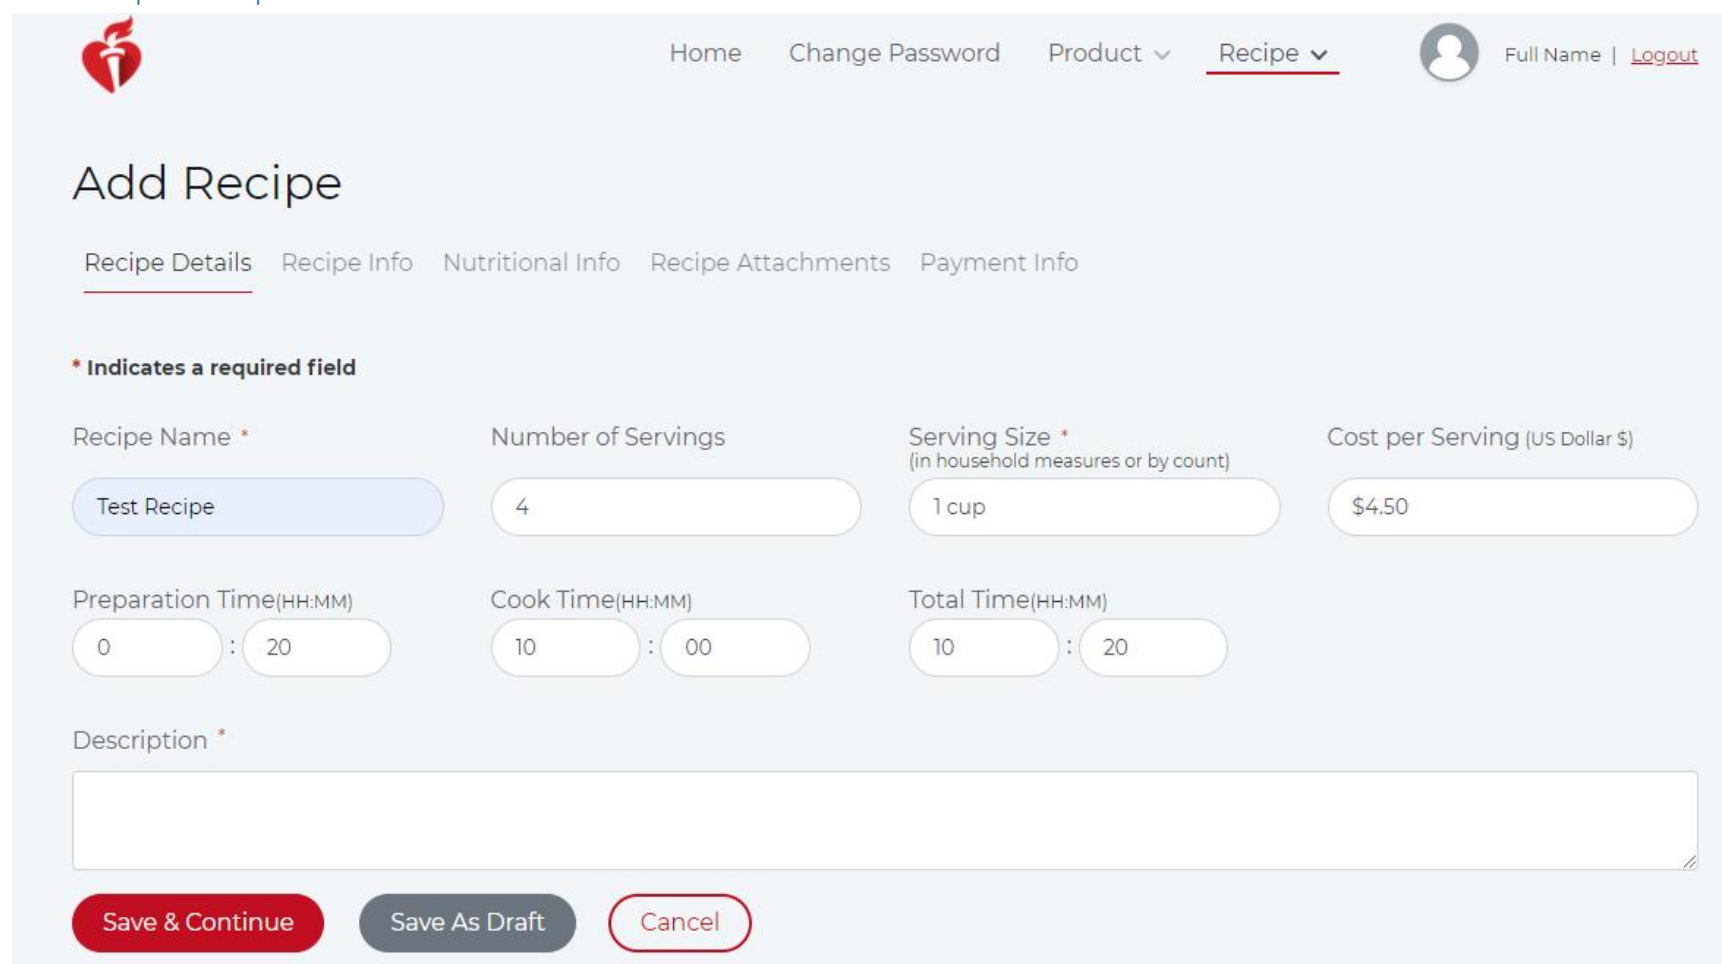 Home Change Password Product Recipe Full Name | Logout
Add Recipe
Recipe Details Recipe Info Nutritional Info Recipe Attachments Payment Info
* Indicates a required field
Recipe Name * Number of Servings Serving Size * Cost per Serving (US Dollar $)
(in household measures or by count)
Test Recipe 4 1 cup $4.50
Preparation Time(HH:MM) Cook Time(HH:MM) Total Time(HH:MM)
0 : 20 10 : 00 10 : 20
Description *
Save & Continue Save As Draft Cancel